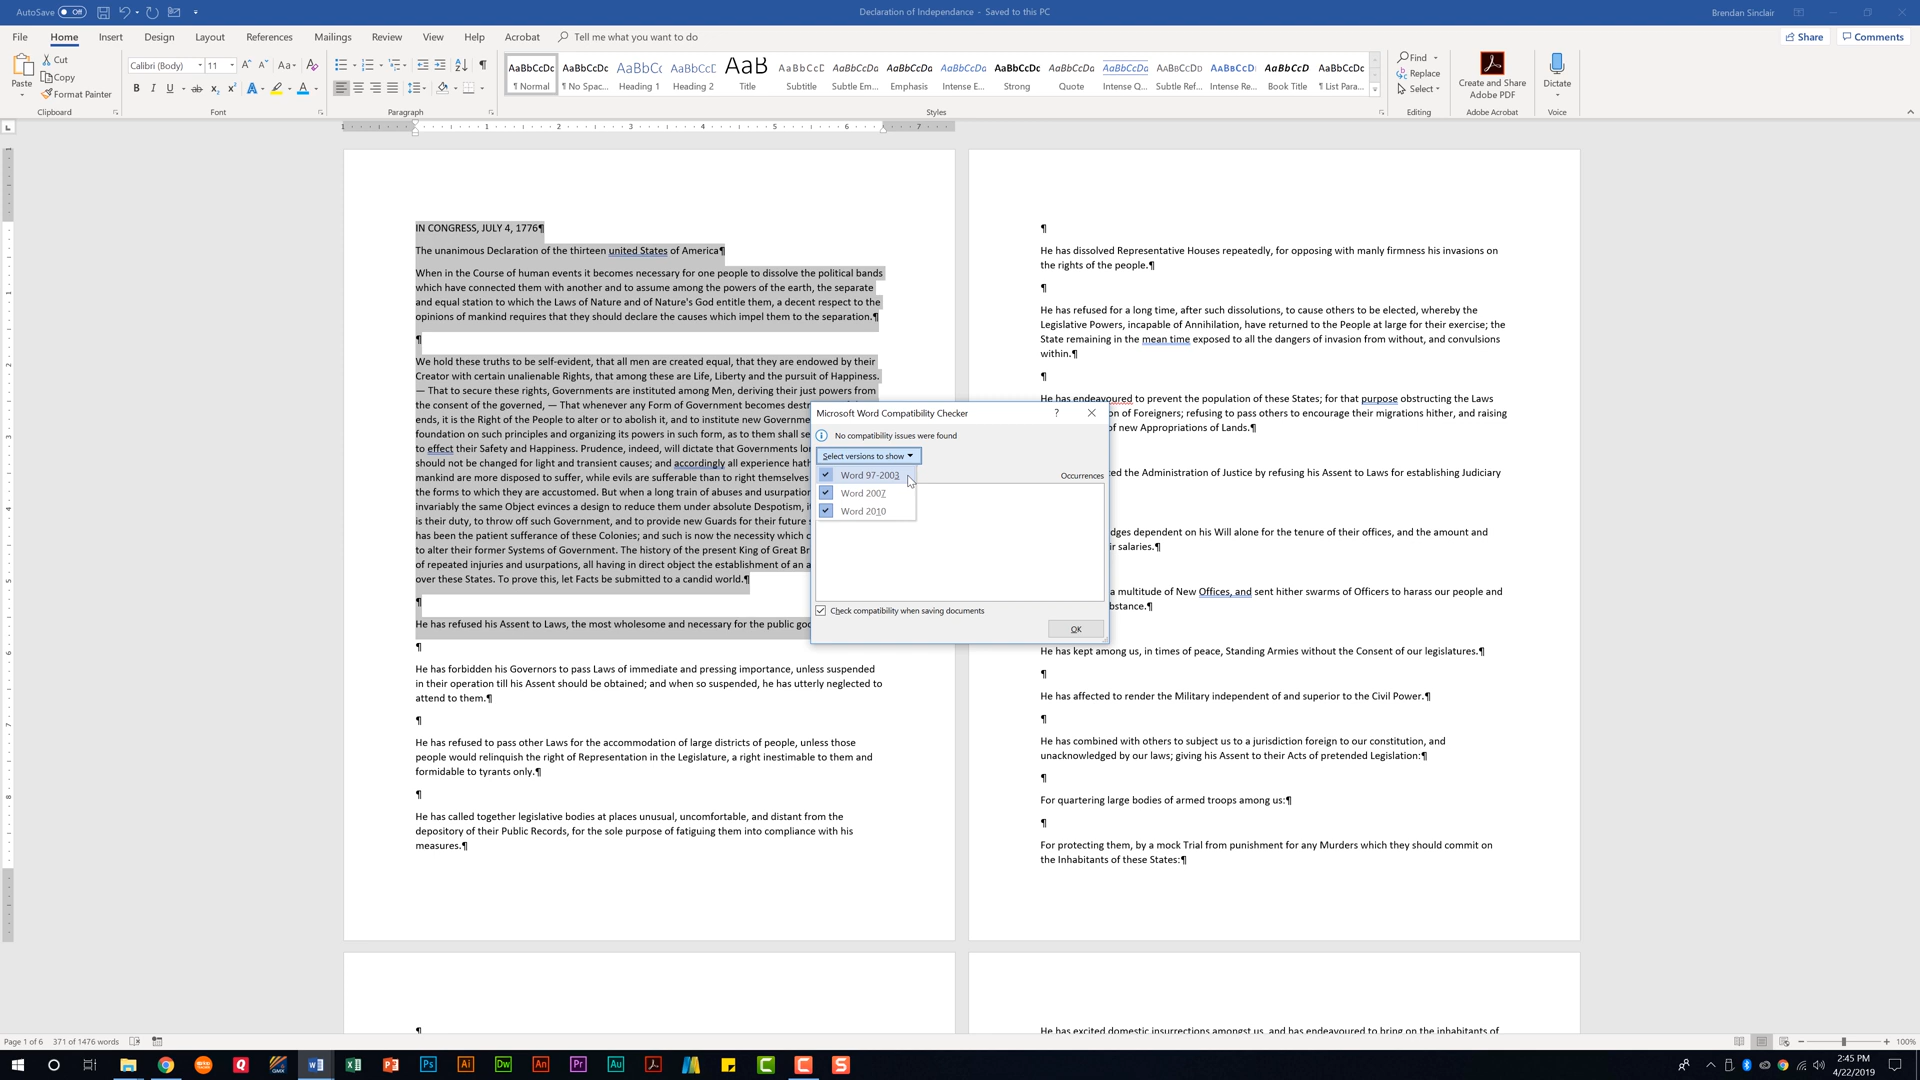 AutoSave Off
Declaration of Independance - Saved to this PC
Brendan Sinclair
File Home Insert Design Layout References Mailings Review View Help Acrobat Tell me what you want to do
Share Comments
Paste
Cut
Copy
Format Painter
Clipboard
Calibri (Body) 11
Font
Paragraph
Normal No Spac... Heading 1 Heading 2 Title Subtitle Subtle Em... Emphasis Intense E... Strong Quote Intense Q... Subtle Ref... Intense Re... Book Title List Para...
Styles
Find
Replace
Select
Editing
Create and Share
Adobe PDF
Adobe Acrobat
Dictate
Voice
IN CONGRESS, JULY 4, 1776¶
The unanimous Declaration of the thirteen united States of America¶
When in the Course of human events it becomes necessary for one people to dissolve the political bands
which have connected them with another and to assume among the powers of the earth, the separate
and equal station to which the Laws of Nature and of Nature's God entitle them, a decent respect to the
opinions of mankind requires that they should declare the causes which impel them to the separation.¶
¶
We hold these truths to be self-evident, that all men are created equal, that they are endowed by their
Creator with certain unalienable Rights, that among these are Life, Liberty and the pursuit of Happiness.
— That to secure these rights, Governments are instituted among Men, deriving their just powers from
the consent of the governed, — That whenever any Form of Government becomes
ends, it is the Right of the People to alter or to abolish it, and to institute new
foundation on such principles and organizing its powers in such form, as to them shall
to effect their Safety and Happiness. Prudence, indeed, will dictate that Governments
should not be changed for light and transient causes; and accordingly all experience
mankind are more disposed to suffer, while evils are sufferable than to right themselves
the forms to which they are accustomed. But when a long train of abuses and
invariably the same Object evinces a design to reduce them under absolute Despotism,
is their duty, to throw off such Government, and to provide new Guards for their future
has been the patient sufferance of these Colonies; and such is now the necessity which
to alter their former Systems of Government. The history of the present King of Great
of repeated injuries and usurpations, all having in direct object the establishment of an
over these States. To prove this, let Facts be submitted to a candid world.¶
¶
He has refused his Assent to Laws, the most wholesome and necessary for the public
¶
He has forbidden his Governors to pass Laws of immediate and pressing importance, unless suspended
in their operation till his Assent should be obtained; and when so suspended, he has utterly neglected to
attend to them.¶
¶
He has refused to pass other Laws for the accommodation of large districts of people, unless those
people would relinquish the right of Representation in the Legislature, a right inestimable to them and
formidable to tyrants only.¶
¶
He has called together legislative bodies at places unusual, uncomfortable, and distant from the
depository of their Public Records, for the sole purpose of fatiguing them into compliance with his
measures.¶
¶
¶
He has dissolved Representative Houses repeatedly, for opposing with manly firmness his invasions on
the rights of the people.¶
¶
He has refused for a long time, after such dissolutions, to cause others to be elected, whereby the
Legislative Powers, incapable of Annihilation, have returned to the People at large for their exercise; the
State remaining in the mean time exposed to all the dangers of invasion from without, and convulsions
within.¶
¶
He has endeavoured to prevent the population of these States; for that purpose obstructing the Laws
of Foreigners; refusing to pass others to encourage their migrations hither, and raising
of new Appropriations of Lands.¶
the Administration of Justice by refusing his Assent to Laws for establishing Judiciary
dependent on his Will alone for the tenure of their offices, and the amount and
salaries.¶
a multitude of New Offices, and sent hither swarms of Officers to harass our people and
He has kept among us, in times of peace, Standing Armies without the Consent of our legislatures.¶
¶
He has affected to render the Military independent of and superior to the Civil Power.¶
¶
He has combined with others to subject us to a jurisdiction foreign to our constitution, and
unacknowledged by our laws; giving his Assent to their Acts of pretended Legislation:¶
¶
For quartering large bodies of armed troops among us:¶
¶
For protecting them, by a mock Trial from punishment for any Murders which they should commit on
the Inhabitants of these States:¶
He has excited domestic insurrections amongst us, and has endeavoured to bring on the inhabitants of
Microsoft Word Compatibility Checker
No compatibility issues were found
Select versions to show
Word 97-2003
Word 2007
Word 2010
Occurrences
Check compatibility when saving documents
OK
Page 1 of 6 371 of 1476 words
100%
2:45 PM
4/22/2019